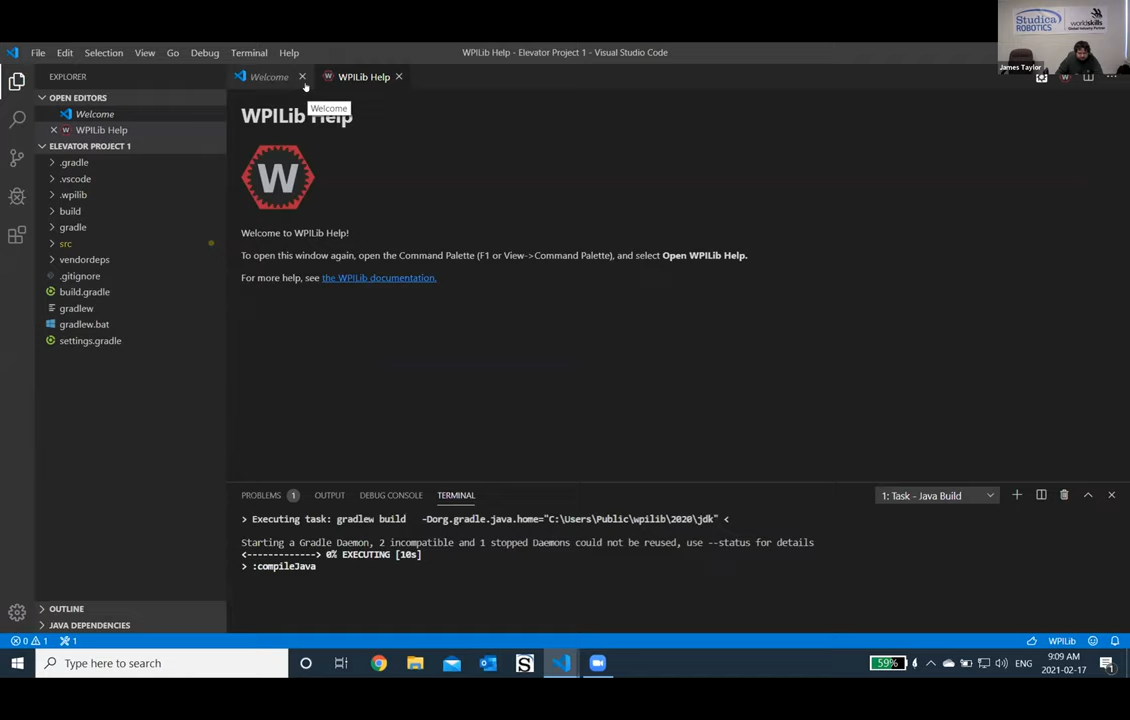 Studica
ROBOTICS
worldskills
James Taylor
File Edit Selection View Go Debug Terminal Help
WPILib Help - Elevator Project 1 - Visual Studio Code
EXPLORER
Welcome
WPILib Help
OPEN EDITORS
Welcome
WPILib Help
ELEVATOR PROJECT 1
.gradle
.vscode
.wpilib
build
gradle
src
vendordeps
.gitignore
build.gradle
gradlew
gradlew.bat
settings.gradle
OUTLINE
JAVA DEPENDENCIES
Welcome
WPILib Help
W
Welcome to WPILib Help!
To open this window again, open the Command Palette (F1 or View->Command Palette), and select Open WPILib Help.
For more help, see the WPILib documentation.
PROBLEMS 1 OUTPUT DEBUG CONSOLE TERMINAL
1: Task - Java Build
> Executing task: gradlew build -Dorg.gradle.java.home="C:\Users\Public\wpilib\2020\jdk" <
Starting a Gradle Daemon, 2 incompatible and 1 stopped Daemons could not be reused, use --status for details
<-------------> 0% EXECUTING [10s]
> :compileJava
0 1 1
WPILib
Type here to search
59%
ENG
9:09 AM
2021-02-17
1